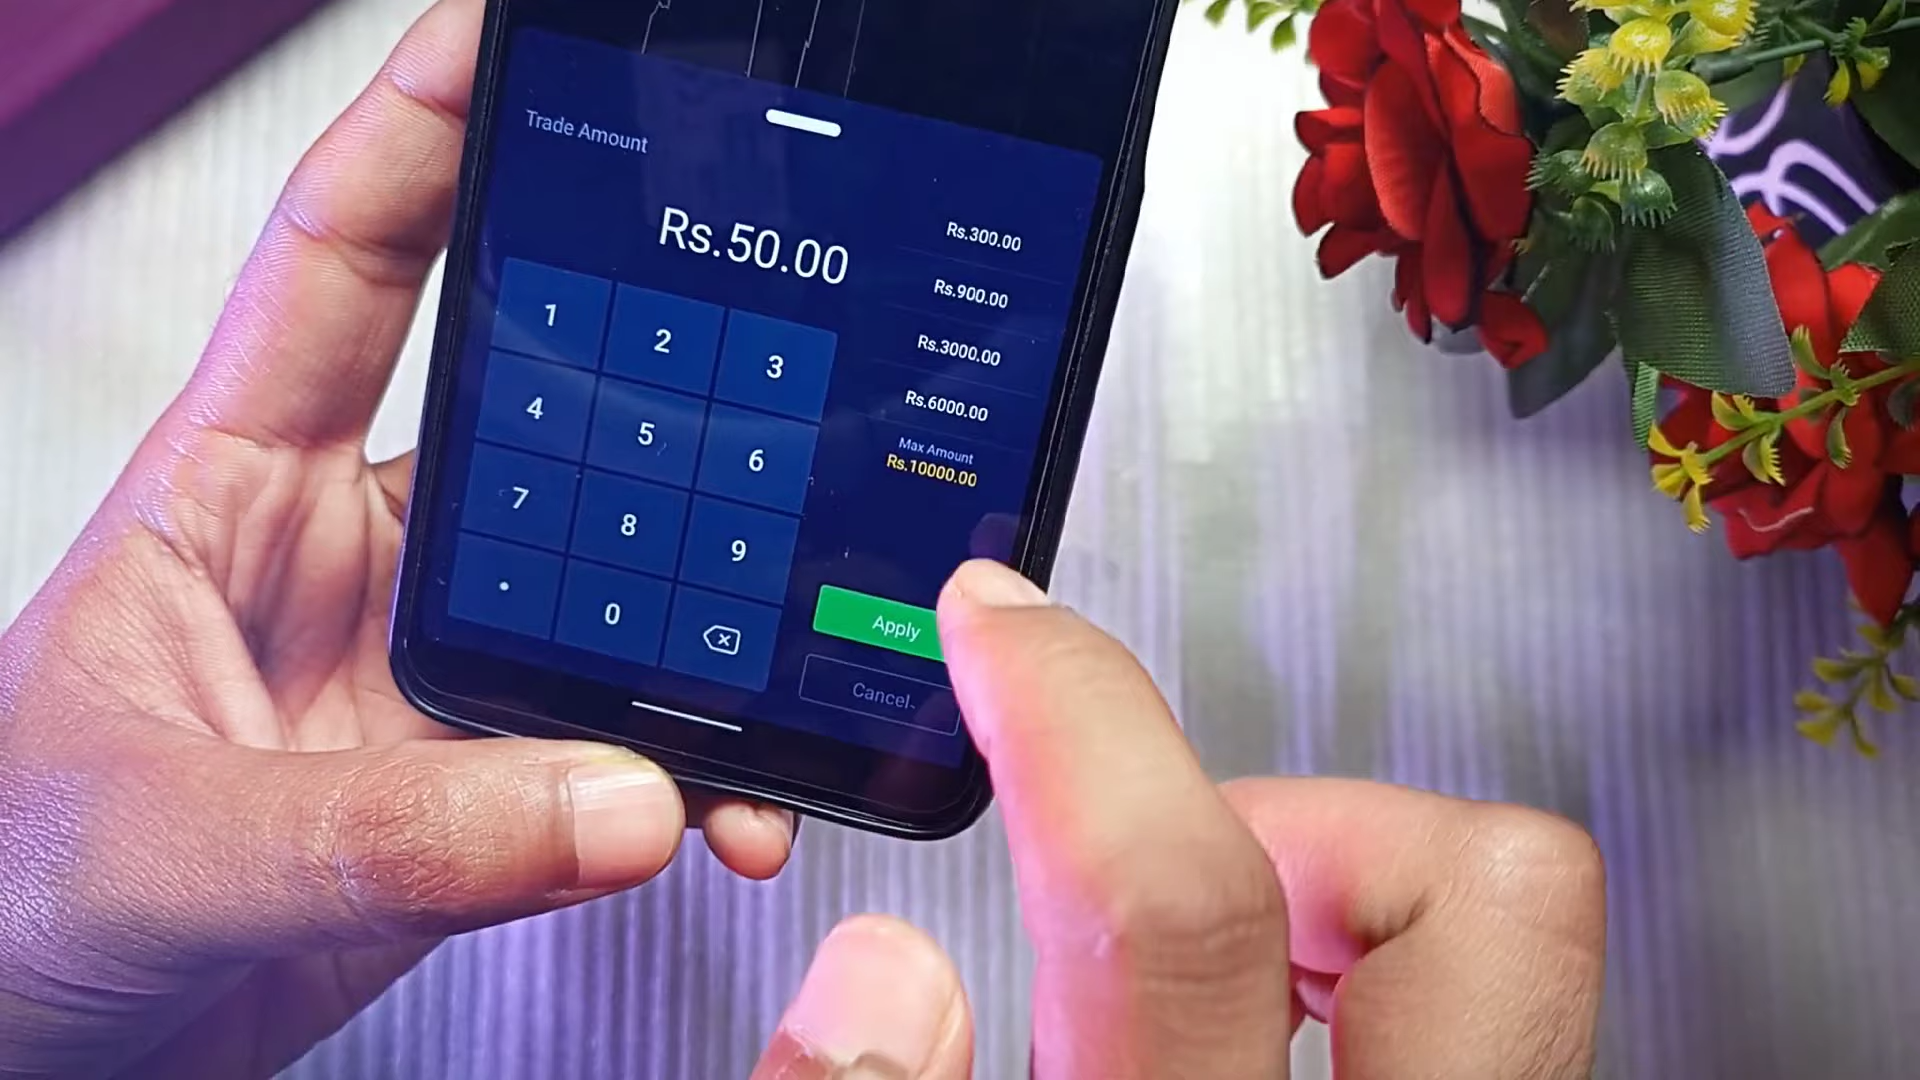 Trade Amount
Rs.50.00
Rs.300.00
Rs.900.00
Rs.3000.00
Rs.6000.00
Max Amount
Rs.10000.00
1 2 3
4 5 6
7 8 9
. 0
Apply
Cancel